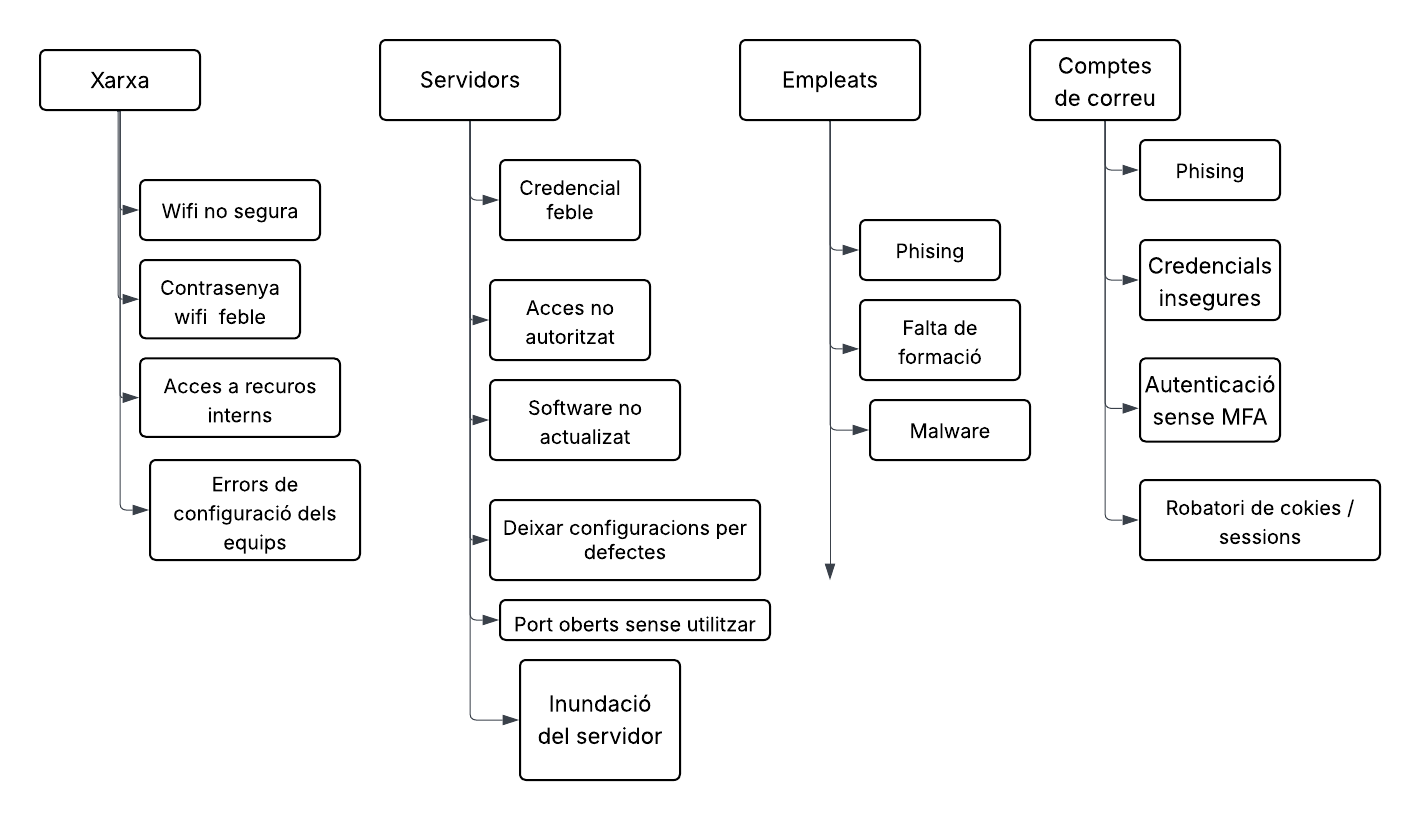 Xarxa
Wifi no segura
Contrasenya
wifi  feble
Acces a recuros
interns
Errors de
configuració dels
equips
Servidors
Credencial
feble
Acces no
autoritzat
Software no
actualizat
Deixar configuracions per
defectes
Port oberts sense utilitzar
Inundació
del servidor
Empleats
Phising
Falta de
formació
Malware
Comptes
de correu
Phising
Credencials
insegures
Autenticació
sense MFA
Robatori de cokies /
sessions